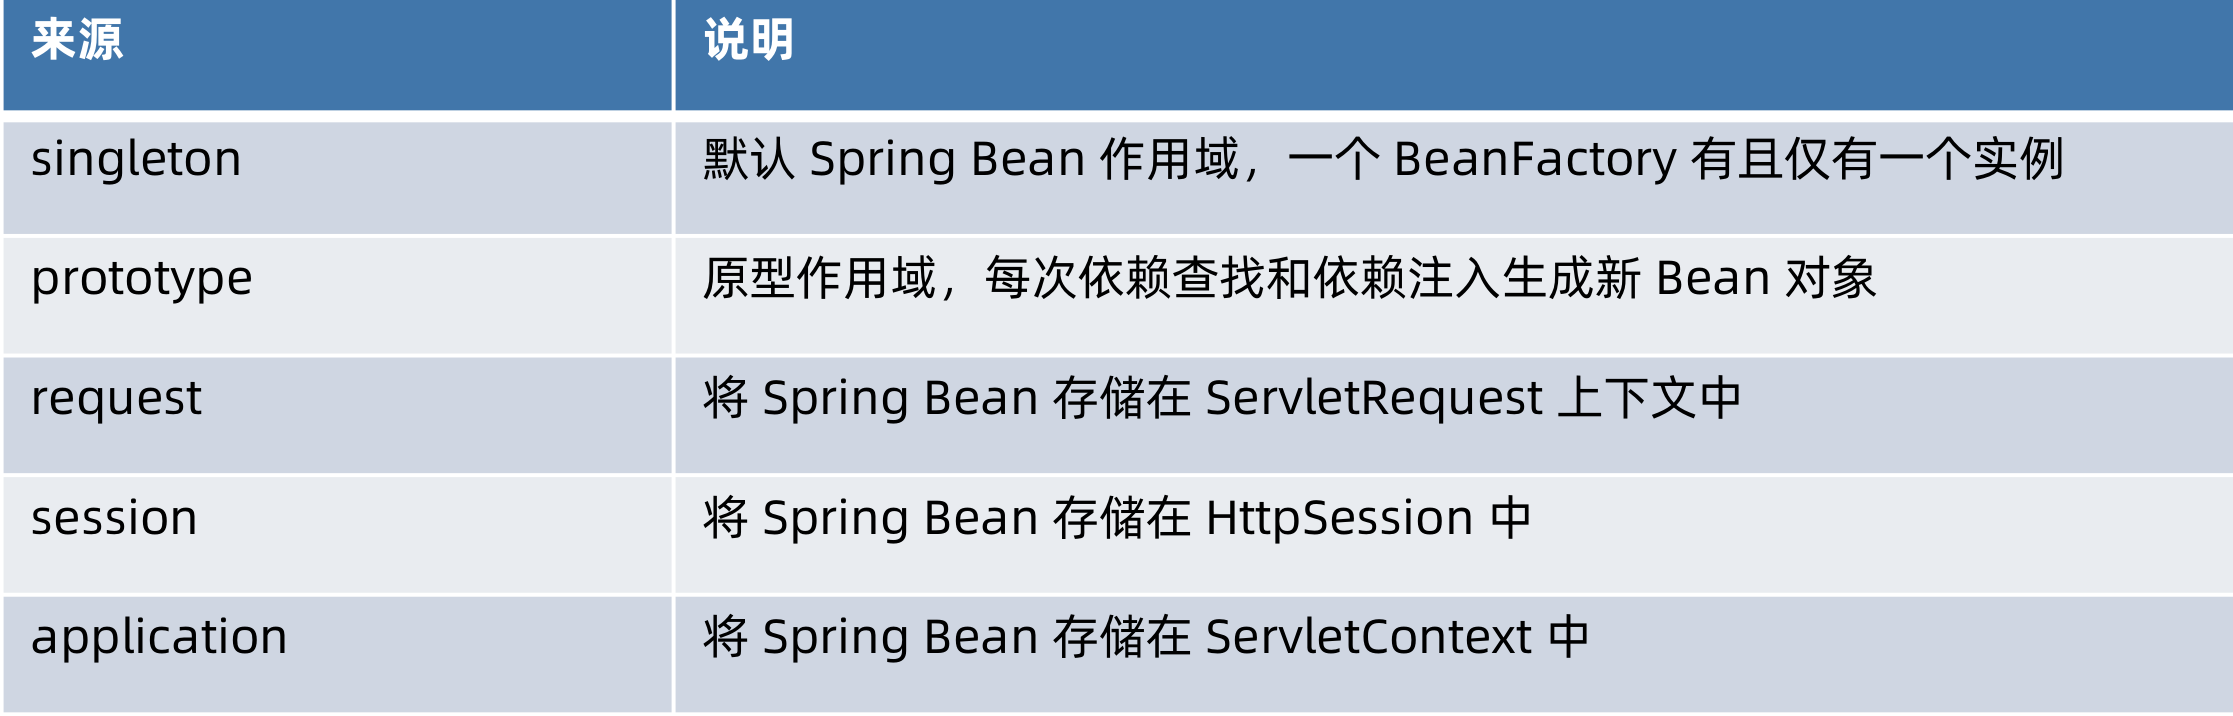 来源
说明
singleton
默认 Spring Bean 作用域，一个 BeanFactory 有且仅有一个实例
prototype
原型作用域，每次依赖查找和依赖注入生成新 Bean 对象
request
将 Spring Bean 存储在 ServletRequest 上下文中
session
将 Spring Bean 存储在 HttpSession 中
application
将 Spring Bean 存储在 ServletContext 中